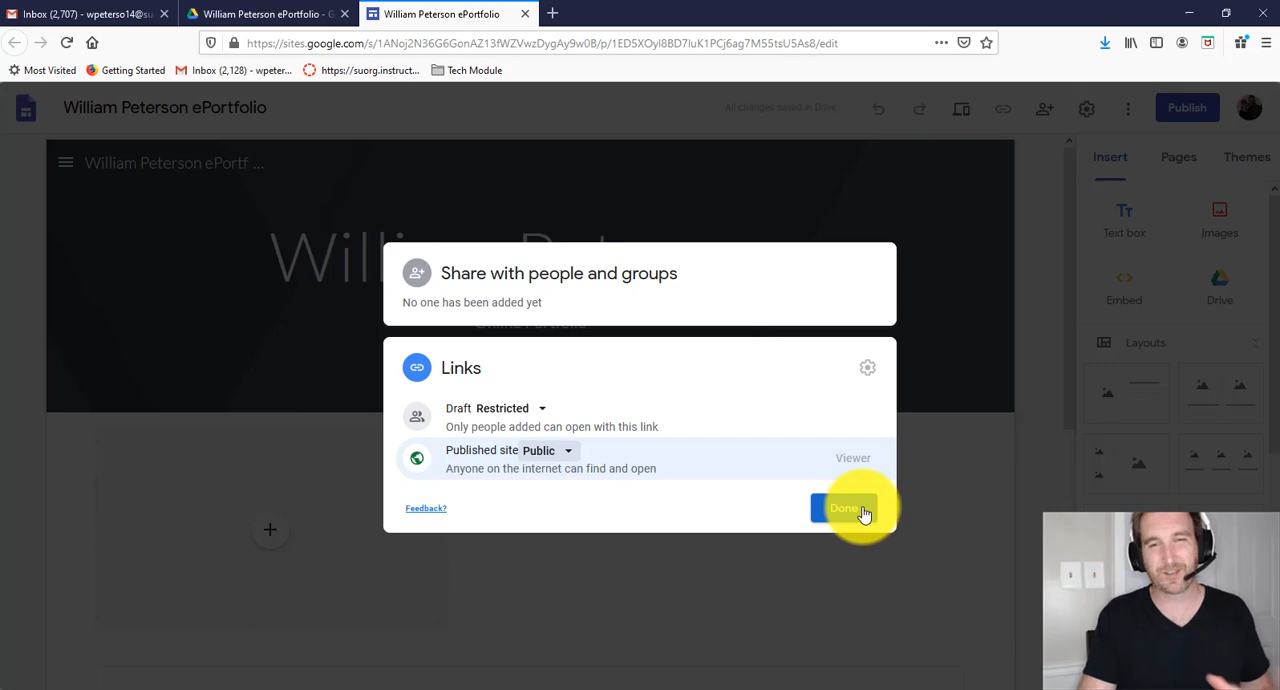 Inbox (2,707) - wpeterso14@su
William Peterson ePortfolio - G
William Peterson ePortfolio
https://sites.google.com/s/1ANoj2N36G6GonAZ13fWZVwzDygAy9w0B/p/1ED5XOyl8BD7luK1PCj6ag7M55tsU5As8/edit
Most Visited
Getting Started
Inbox (2,128) - wpeter...
https://suorg.instruct...
Tech Module
William Peterson ePortfolio
All changes saved in Drive
Publish
William Peterson ePortf ...
Insert
Pages
Themes
Tt
Text box
Images
Embed
Drive
Layouts
Share with people and groups
No one has been added yet
Links
Draft Restricted
Only people added can open with this link
Published site Public
Anyone on the internet can find and open
Viewer
Feedback?
Done